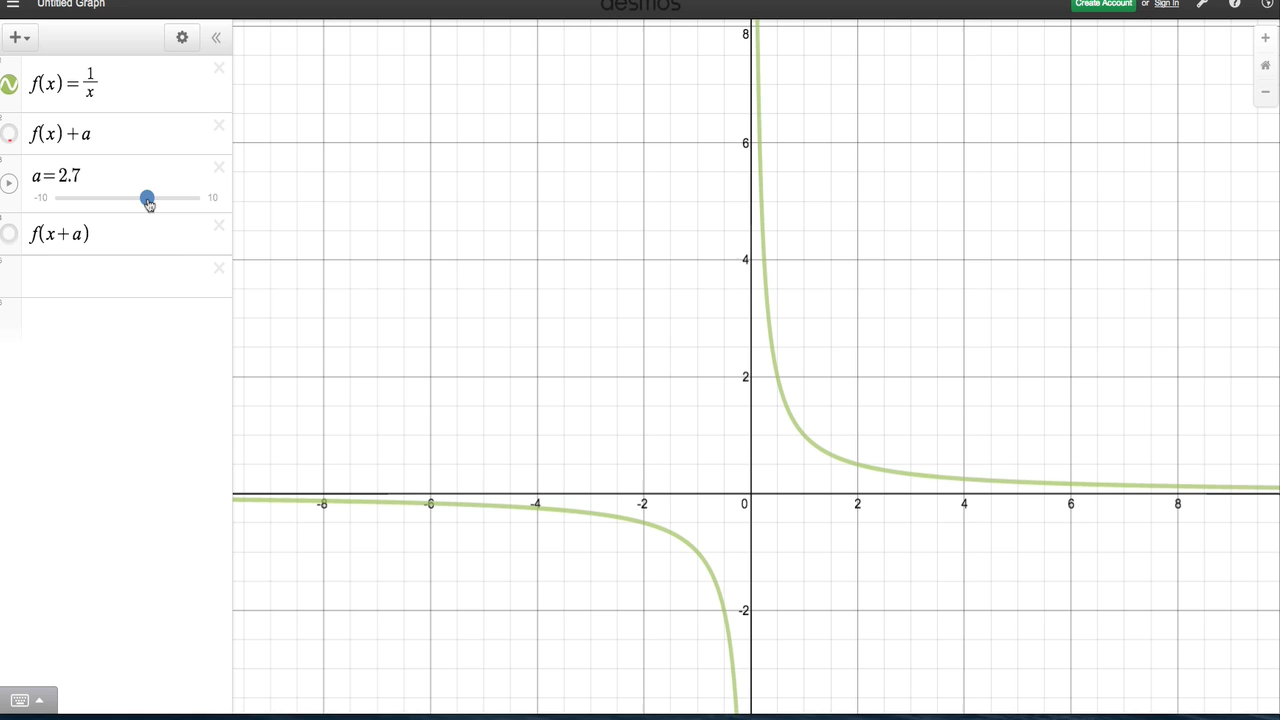 Untitled Graph
desmos
Create Account or Sign In
f(x)=1/x
f(x)+a
a=2.7
-10 10
f(x+a)
8
6
4
2
-8 -6 -4 -2 0 2 4 6 8
-2